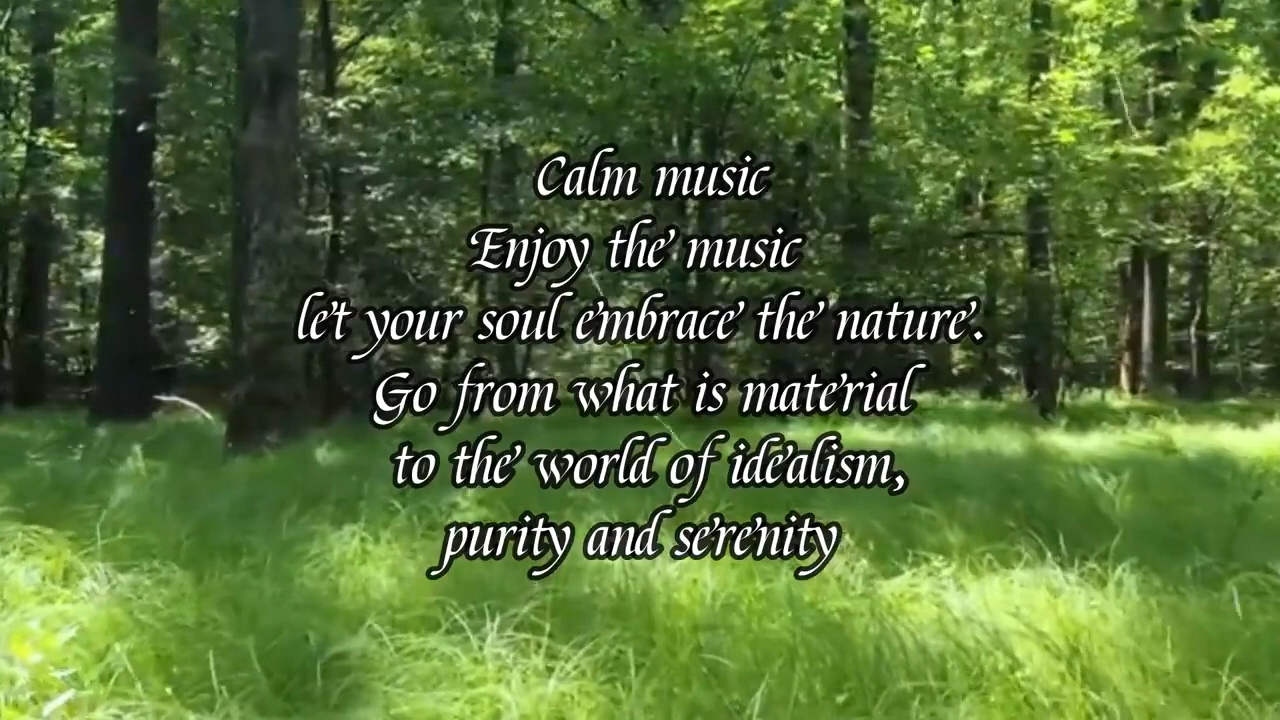 Calm music
Enjoy the music
let your soul embrace the nature.
Go from what is material
to the world of idealism,
purity and serenity